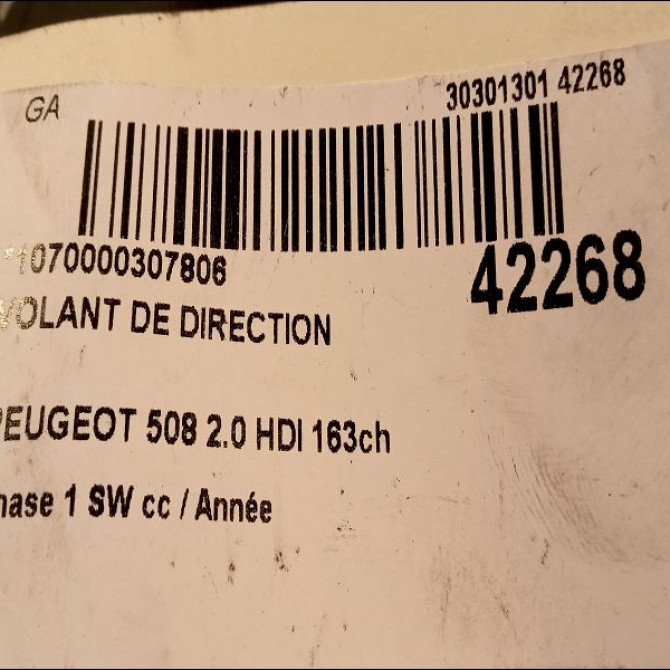 GA
30301301 42268
*1070000307806
42268
VOLANT DE DIRECTION
PEUGEOT 508 2.0 HDI 163ch
hase 1 SW cc / Année